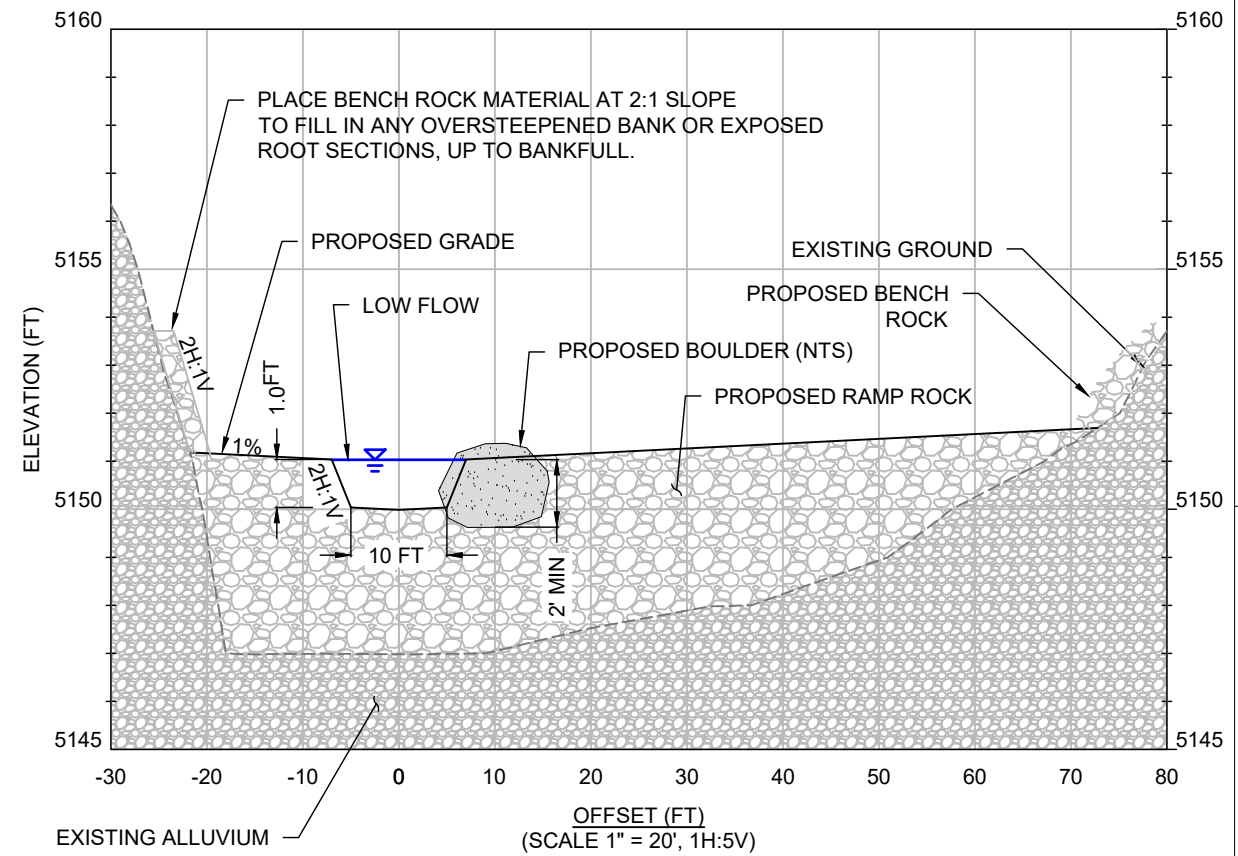 5160
5160
PLACE BENCH ROCK MATERIAL AT 2:1 SLOPE
TO FILL IN ANY OVERSTEEPENED BANK OR EXPOSED
ROOT SECTIONS, UP TO BANKFULL.
PROPOSED GRADE
EXISTING GROUND
5155
5155
LOW FLOW
PROPOSED BENCH
ROCK
2H:1V
1.0FT
PROPOSED BOULDER (NTS)
PROPOSED RAMP ROCK
ELEVATION (FT)
1%
2H:1V
5150
5150
10 FT
2' MIN
5145
5145
-30
-20
-10
0
10
20
30
40
50
60
70
80
OFFSET (FT)
(SCALE 1" = 20', 1H:5V)
EXISTING ALLUVIUM